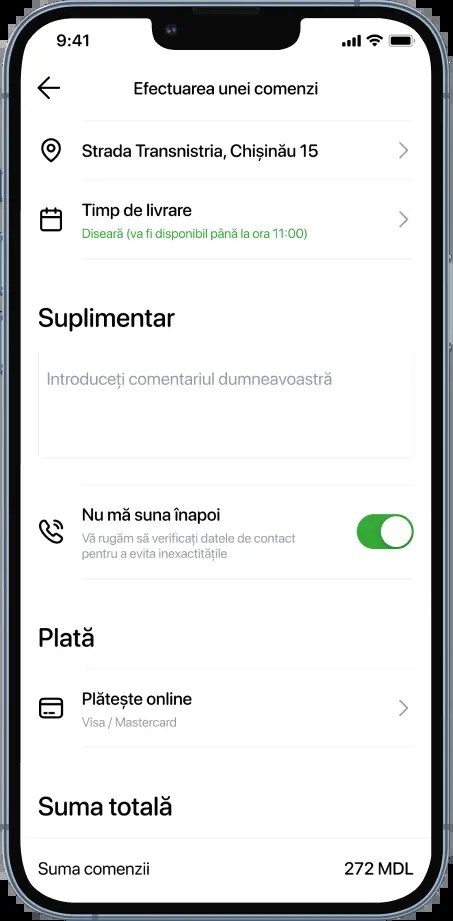 9:41
Efectuarea unei comenzi
Strada Transnistria, Chișinău 15
Timp de livrare
Diseară (va fi disponibil până la ora 11:00)
Suplimentar
Introduceți comentariul dumneavoastră
Nu mă suna înapoi
Vă rugăm să verificați datele de contact
pentru a evita inexactitățile
Plată
Plătește online
Visa / Mastercard
Suma totală
Suma comenzii 272 MDL